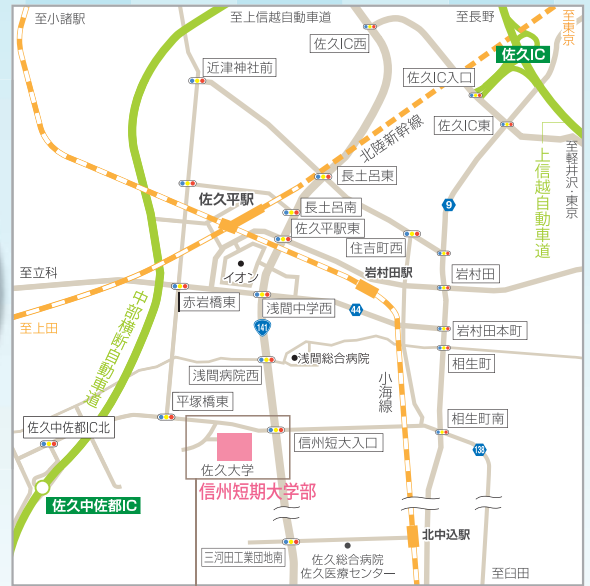 至小諸駅
至上信越自動車道
至長野
至東京
佐久IC西
佐久IC
近津神社前
佐久IC入口
佐久IC東
北陸新幹線
至軽井沢・東京
上信越自動車道
長土呂東
佐久平駅
長土呂南
9
佐久平駅東
住吉町西
イオン
岩村田駅
岩村田
至立科
赤岩橋東
浅間中学西
44
至上田
中部横断自動車道
141
岩村田本町
浅間総合病院
相生町
浅間病院西
小海線
平塚橋東
相生町南
佐久中佐都IC北
信州短大入口
138
佐久大学
信州短期大学部
佐久中佐都IC
北中込駅
三河田工業団地南
佐久総合病院
佐久医療センター
至臼田